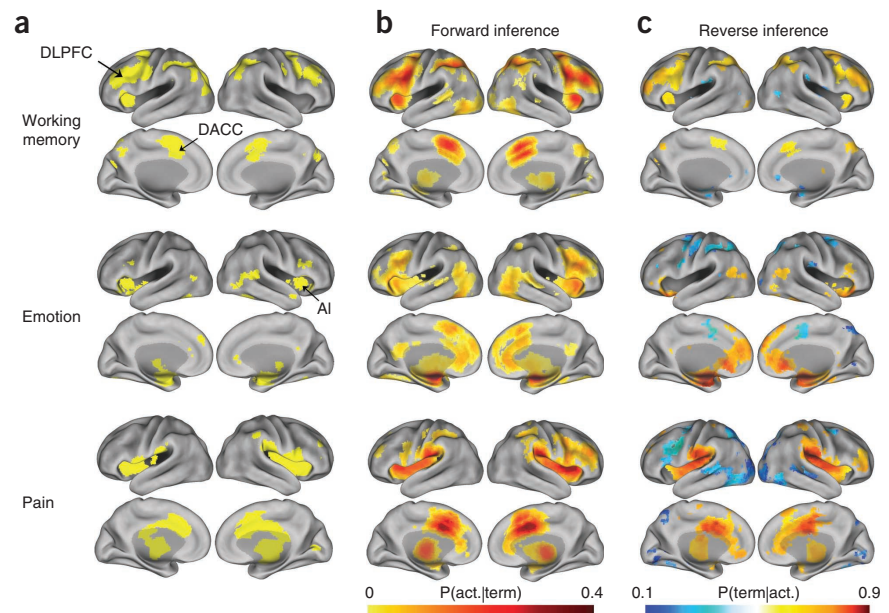 a
b
c
Forward inference
Reverse inference
DLPFC
Working
memory
DACC
Emotion
AI
Pain
0
P(act.|term)
0.4
0.1
P(term|act.)
0.9